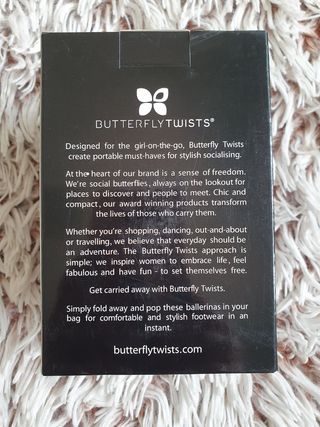 BUTTERFLYTWISTS®
Designed for the girl-on-the-go, Butterfly Twists
create portable must-haves for stylish socialising.
At the heart of our brand is a sense of freedom.
We're social butterflies, always on the lookout for
places to discover and people to meet. Chic and
compact, our award winning products transform
the lives of those who carry them.
Whether you're shopping, dancing, out-and-about
or travelling, we believe that everyday should be
an adventure. The Butterfly Twists approach is
simple; we inspire women to embrace life, feel
fabulous and have fun - to set themselves free.
Get carried away with Butterfly Twists.
Simply fold away and pop these ballerinas in your
bag for comfortable and stylish footwear in an
instant.
butterflytwists.com